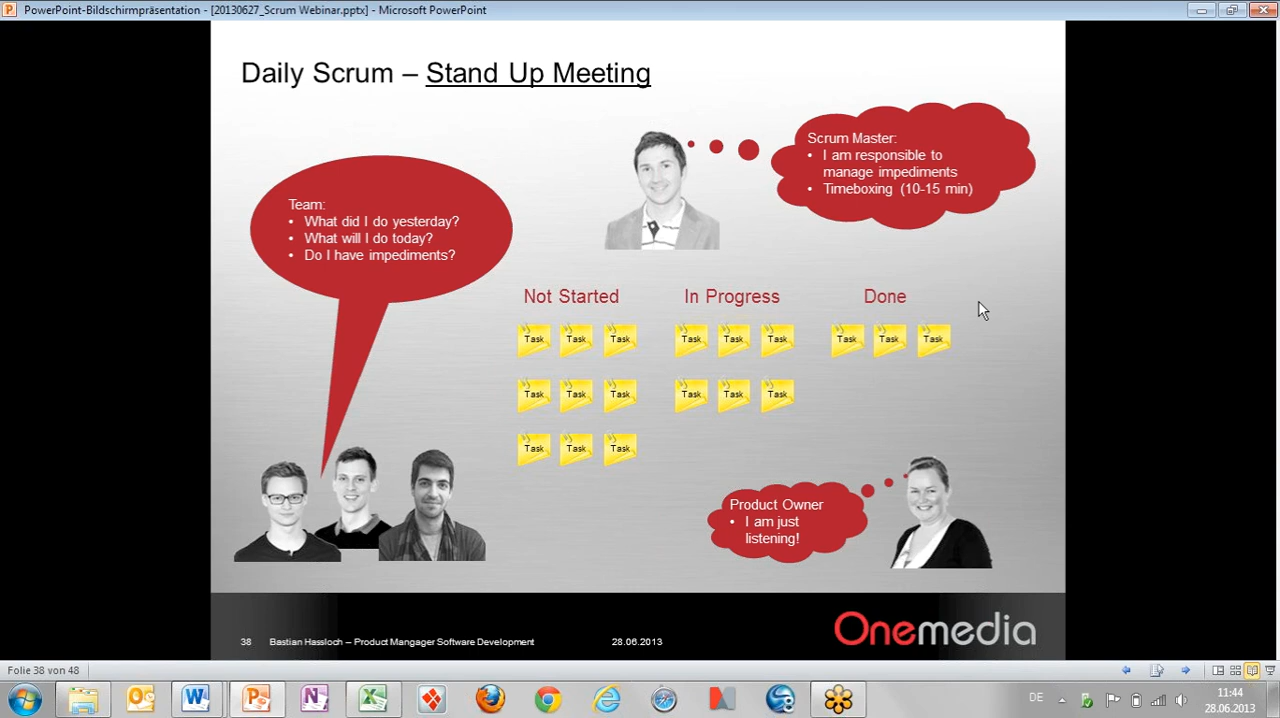 PowerPoint-Bildschirmpräsentation - [20130627_Scrum Webinar.pptx] - Microsoft PowerPoint
Daily Scrum – Stand Up Meeting
Scrum Master:
• I am responsible to
manage impediments
• Timeboxing (10-15 min)
Team:
• What did I do yesterday?
• What will I do today?
• Do I have impediments?
Not Started In Progress Done
Task Task Task Task Task Task Task Task Task
Task Task Task Task Task Task
Task Task Task
Product Owner
• I am just
listening!
38 Bastian Hassloch – Product Mangager Software Development 28.06.2013
Onemedia
Folie 38 von 48
DE
11:44
28.06.2013